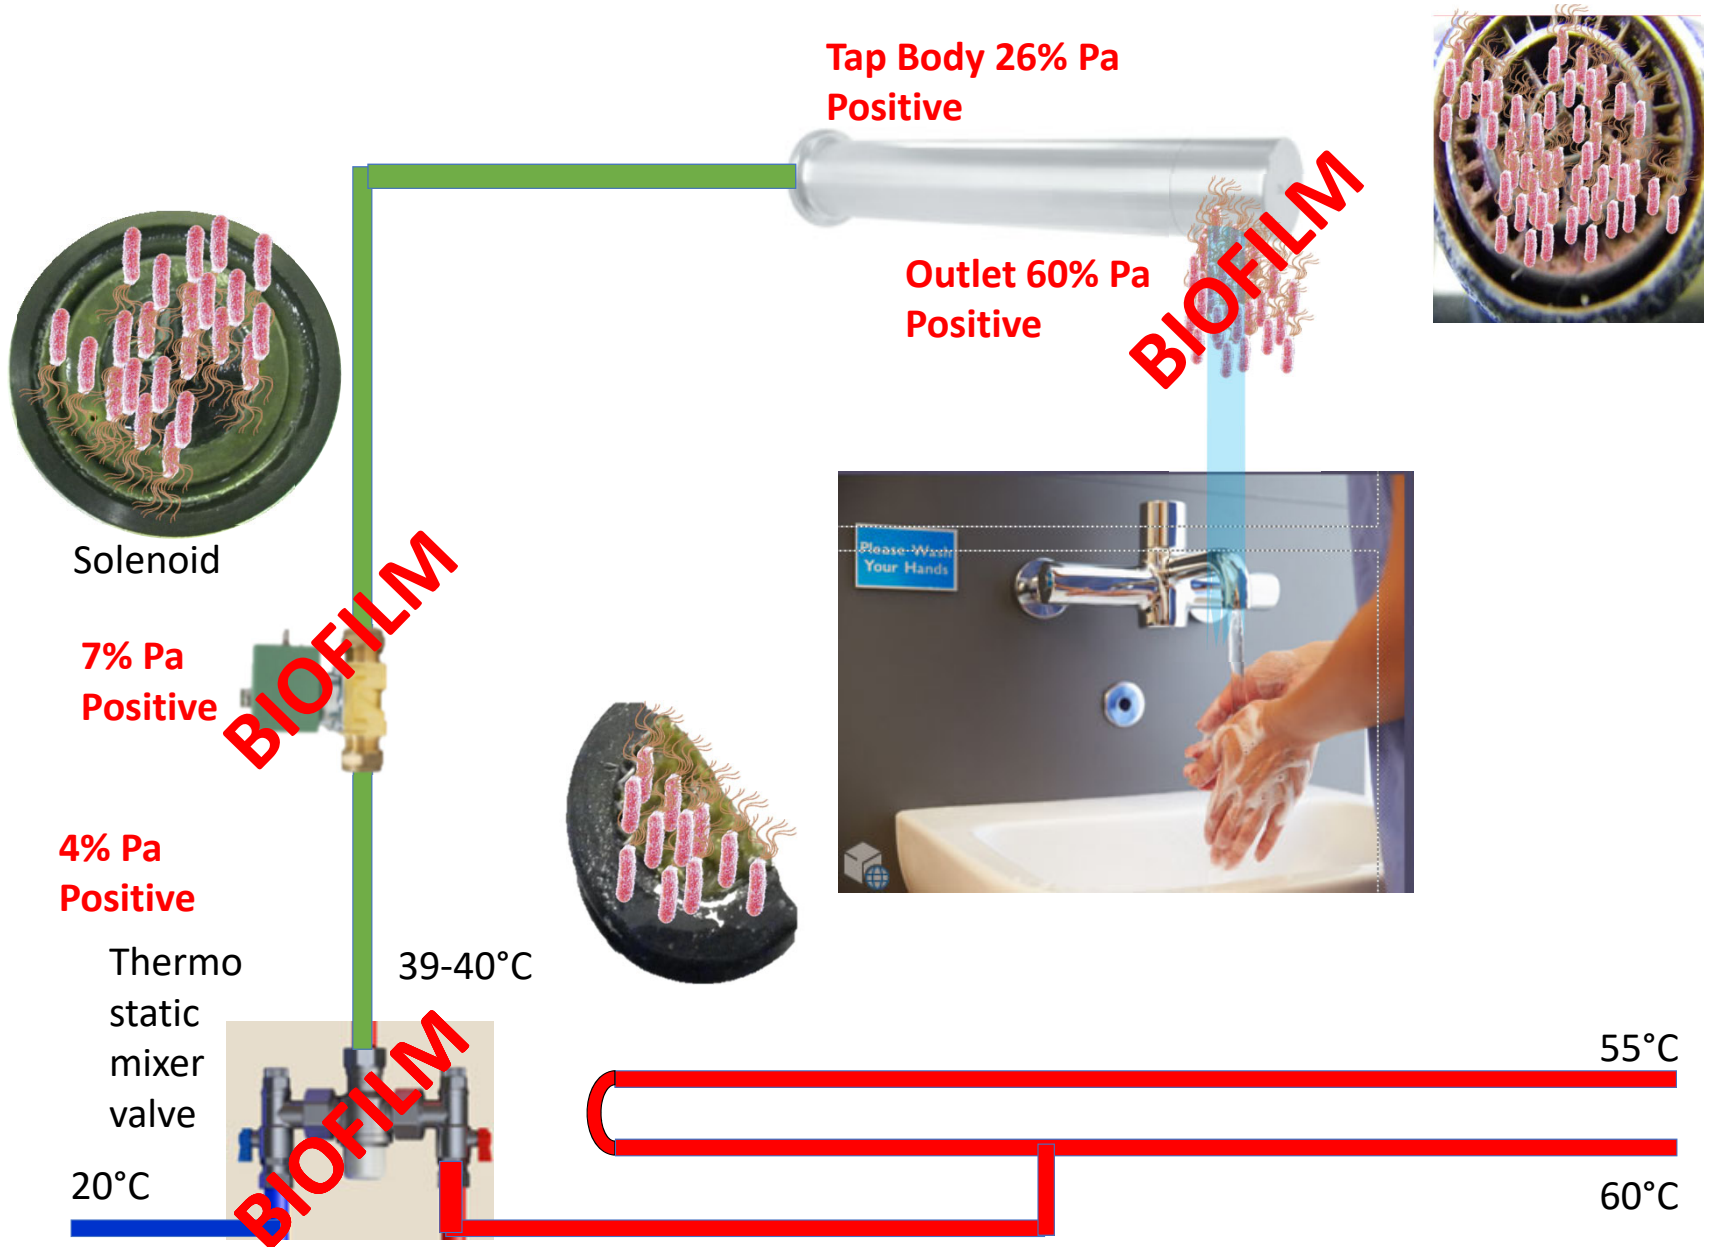 Tap Body 26% Pa
Positive
BIOFILM
Outlet 60% Pa
Positive
Solenoid
Please Wash
Your Hands
BIOFILM
7% Pa
Positive
4% Pa
Positive
Thermo
static
mixer
valve
39-40°C
BIOFILM
55°C
20°C
60°C